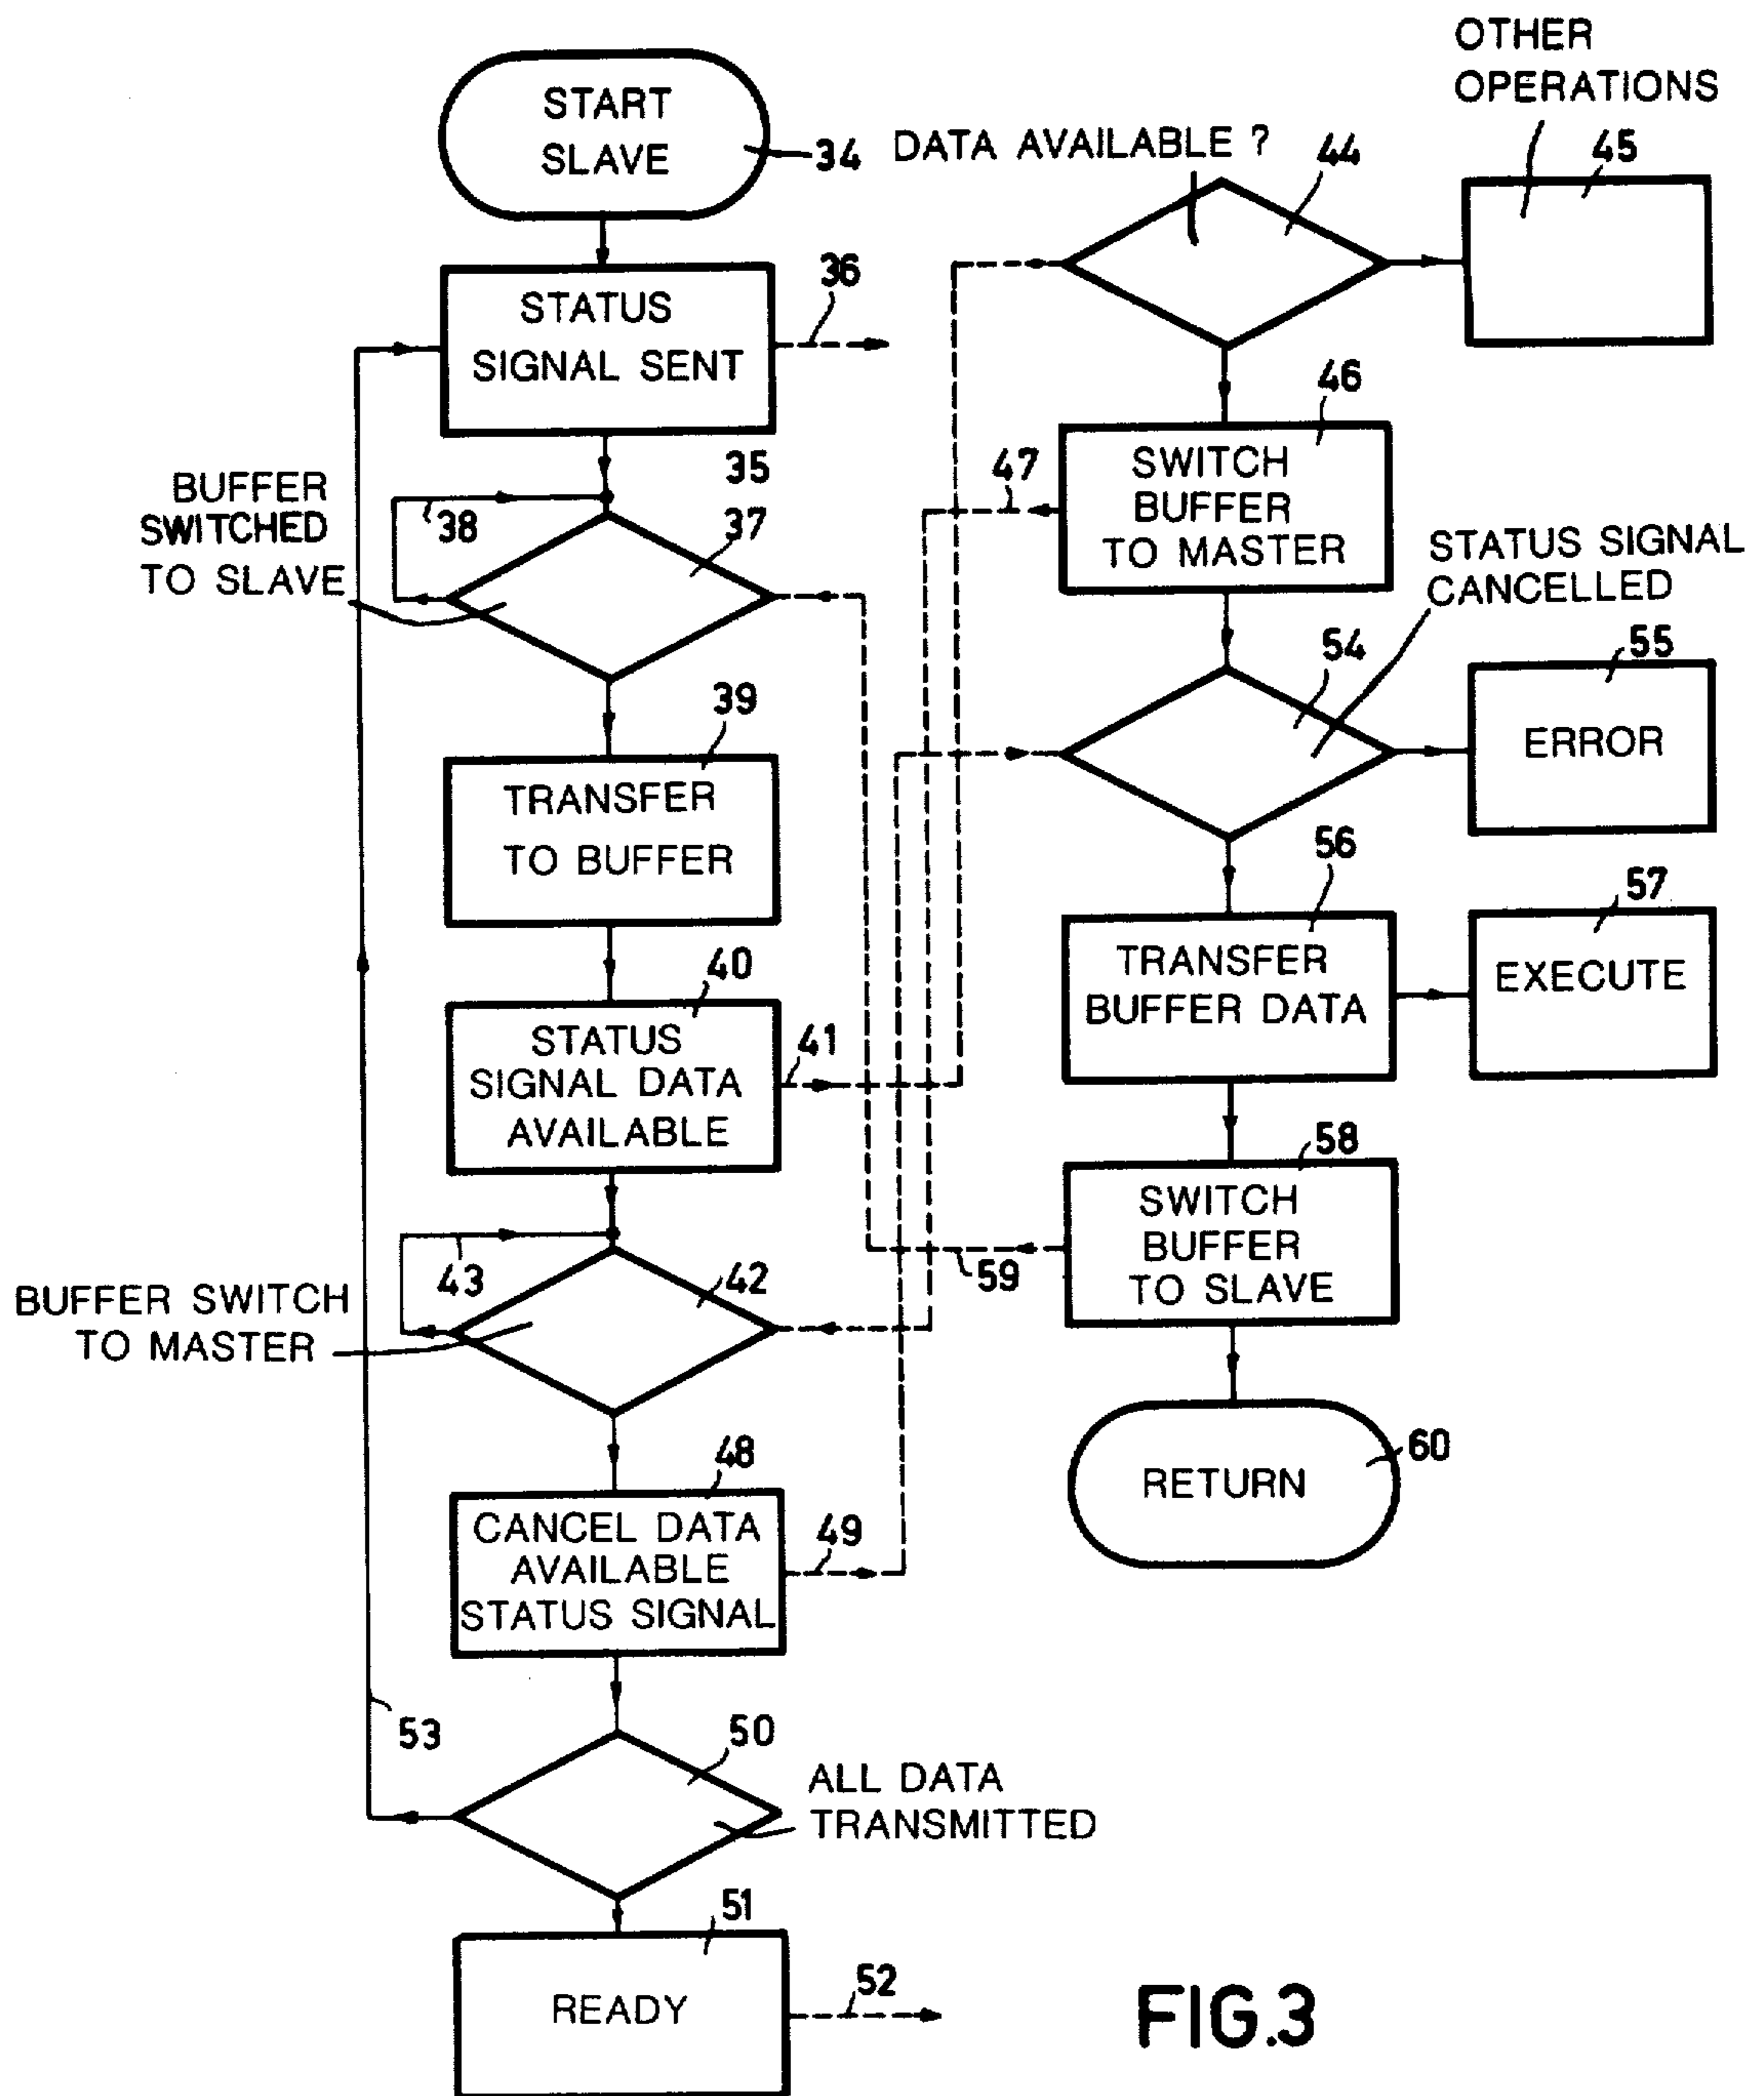 START
SLAVE
34
STATUS
SIGNAL SENT
36
35
BUFFER
SWITCHED
TO SLAVE
38
37
39
TRANSFER
TO BUFFER
40
STATUS
SIGNAL DATA
AVAILABLE
41
43
42
BUFFER SWITCH
TO MASTER
48
CANCEL DATA
AVAILABLE
STATUS SIGNAL
49
53
50
ALL DATA
TRANSMITTED
51
READY
52
DATA AVAILABLE ?
44
OTHER
OPERATIONS
45
46
SWITCH
BUFFER
TO MASTER
47
STATUS SIGNAL
CANCELLED
54
55
ERROR
56
TRANSFER
BUFFER DATA
57
EXECUTE
58
SWITCH
BUFFER
TO SLAVE
59
60
RETURN
FIG.3